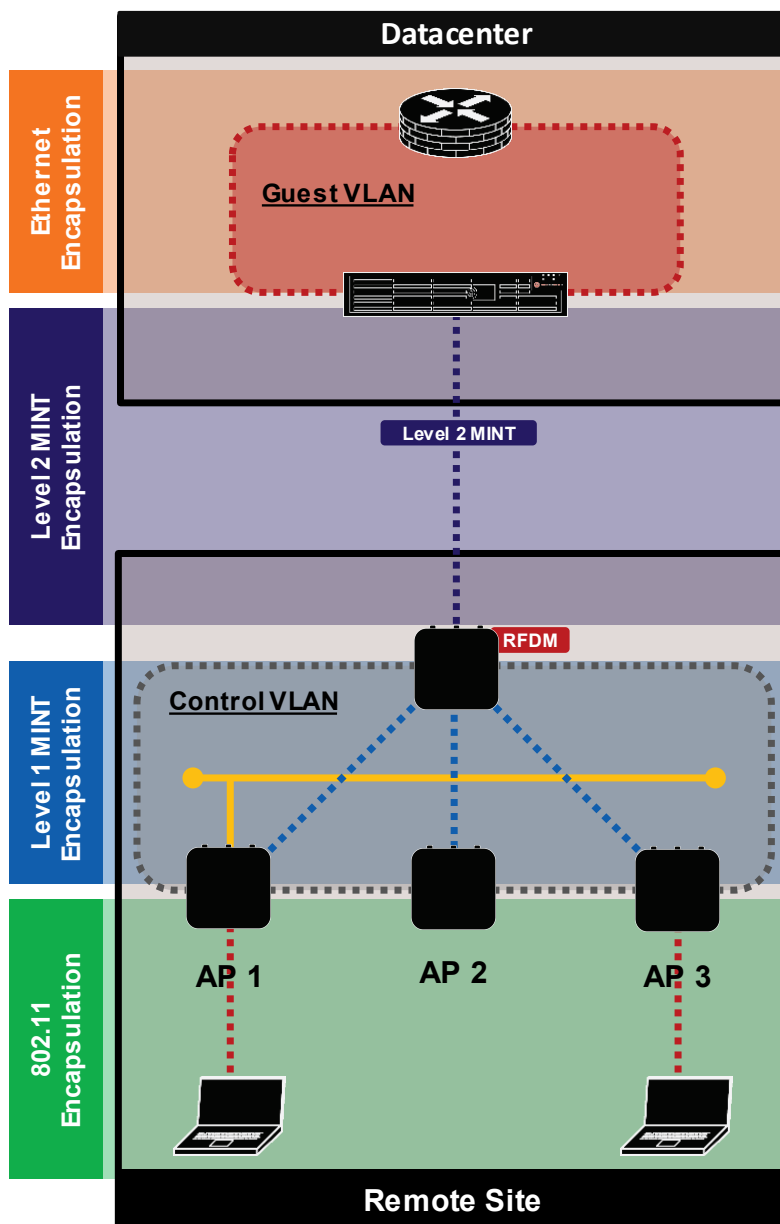 Datacenter
Ethernet
Encapsulation
Guest VLAN
Level 2 MINT
Encapsulation
Level 2 MINT
RFDM
Level 1 MINT
Encapsulation
Control VLAN
AP 1
AP 2
AP 3
802.11
Encapsulation
Remote Site